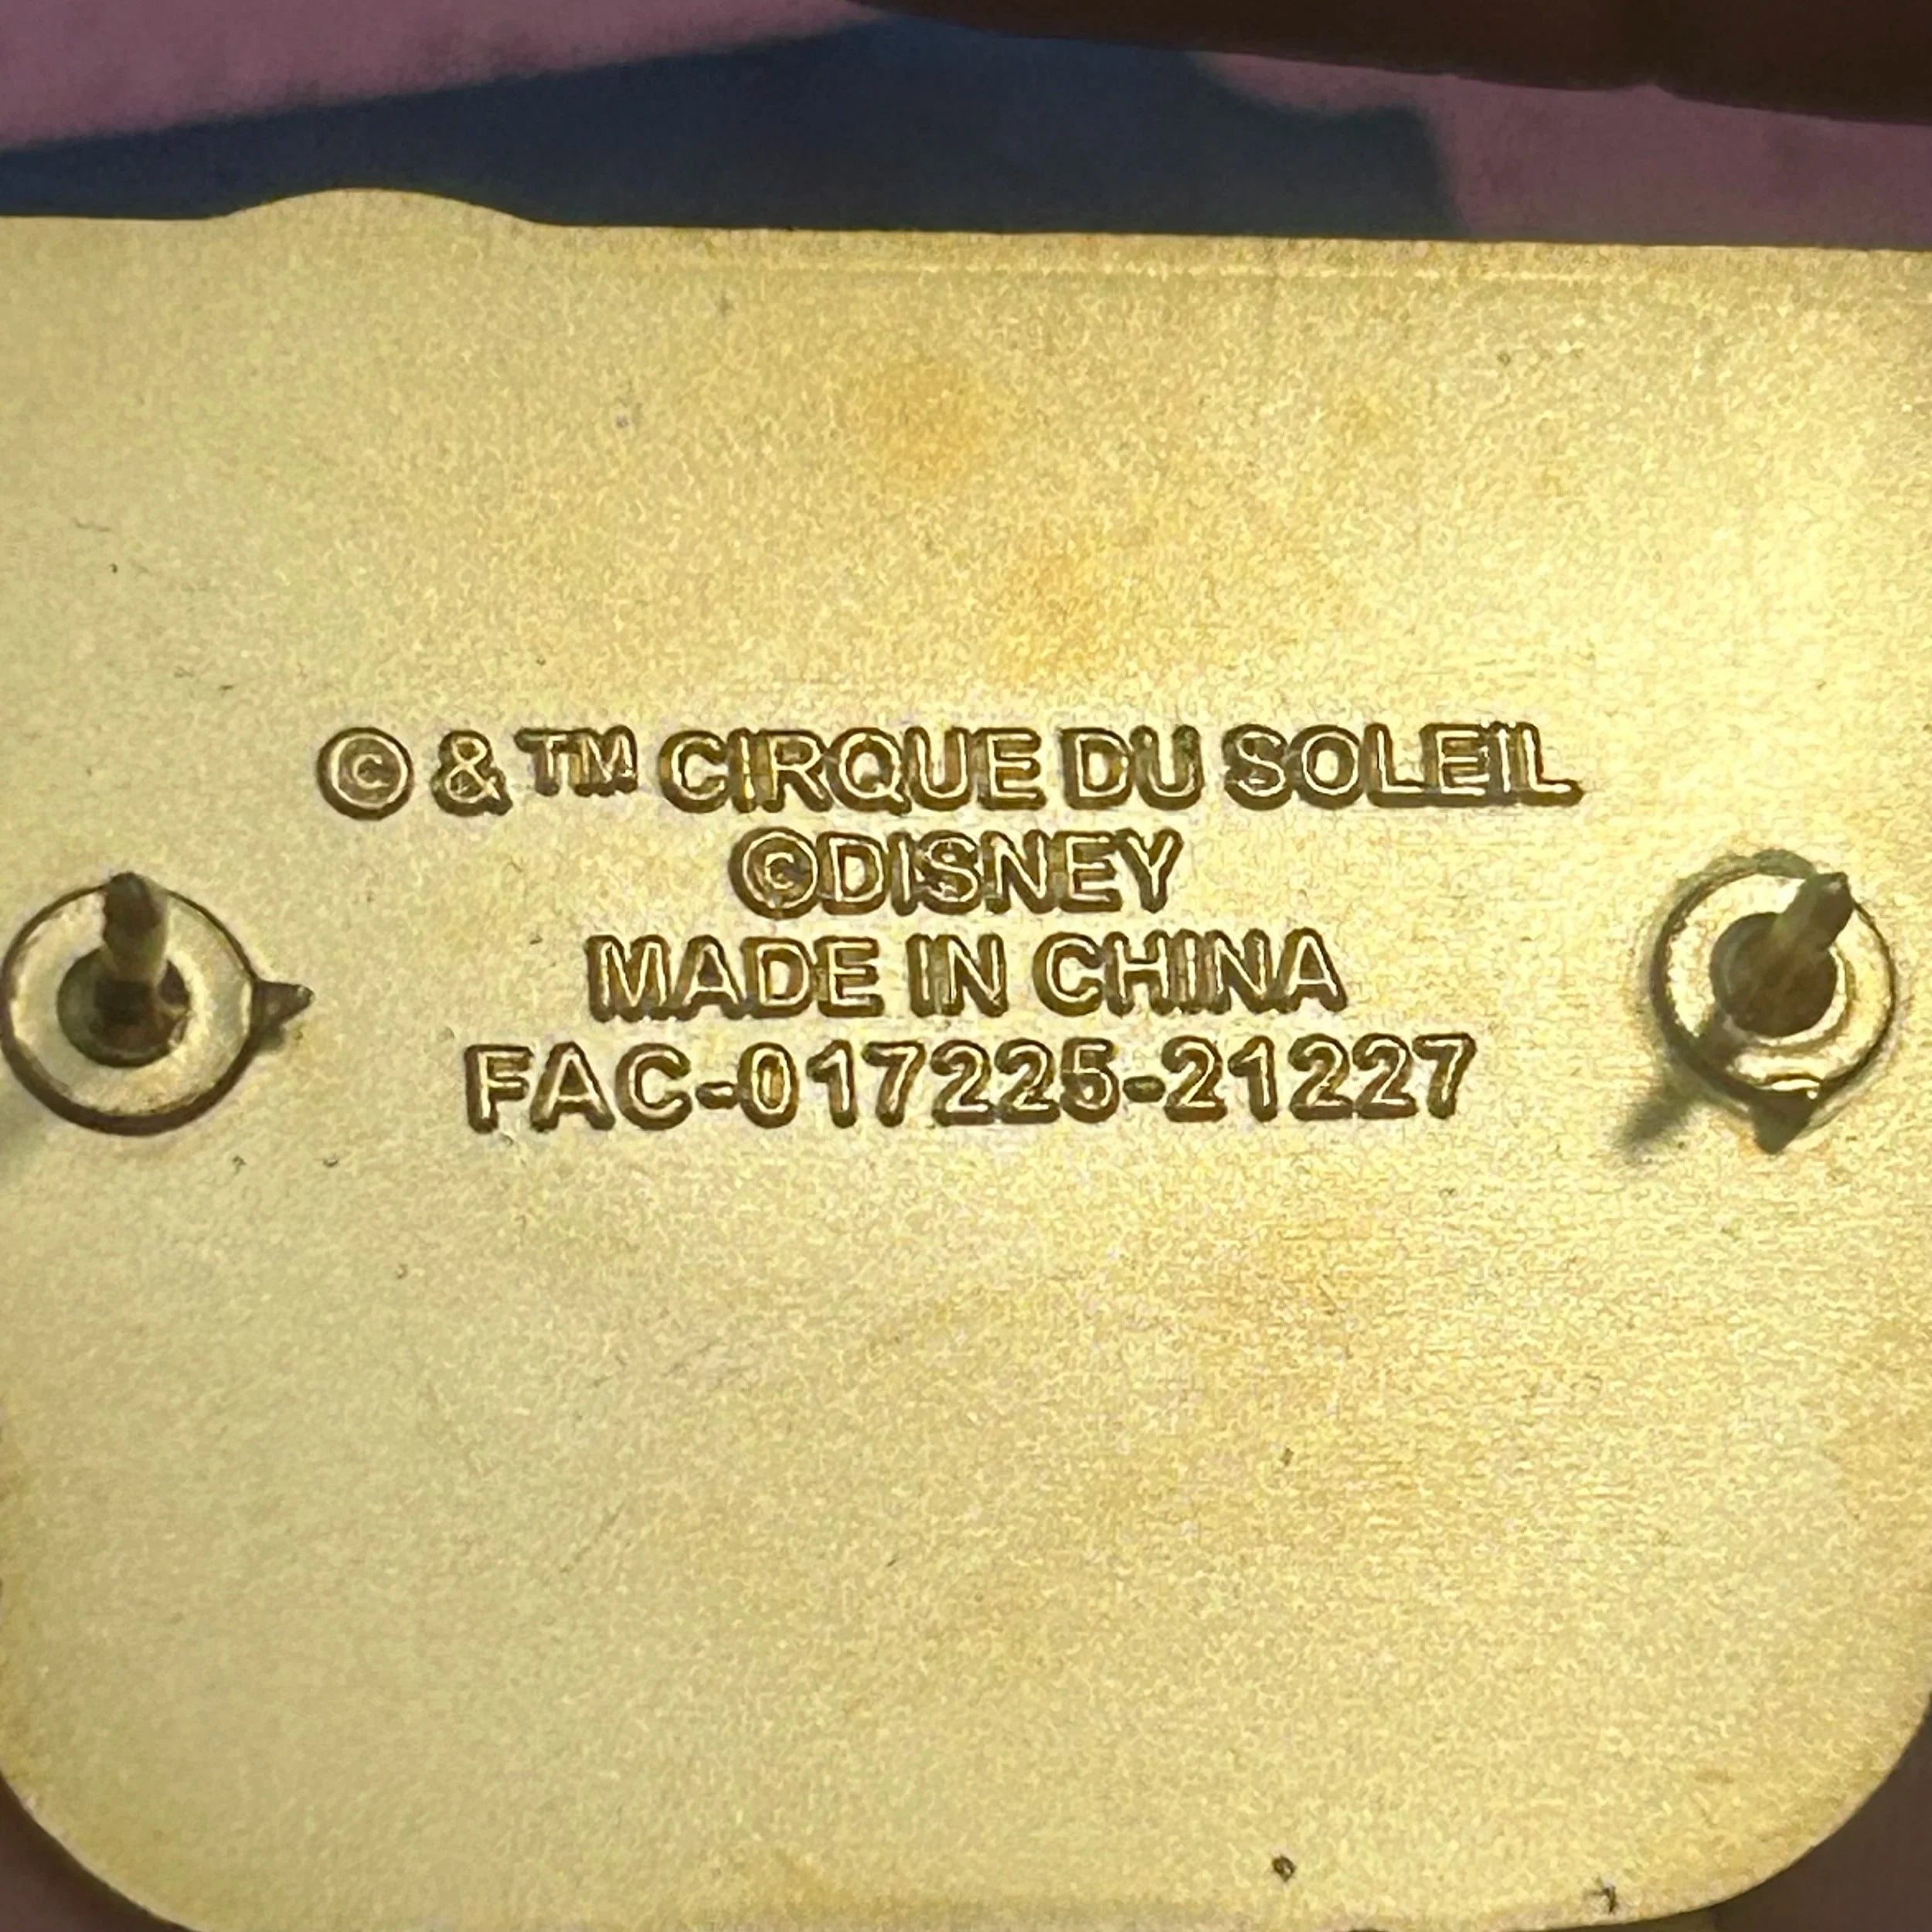 © & ™ CIRQUE DU SOLEIL
©DISNEY
MADE IN CHINA
FAC-017225-21227